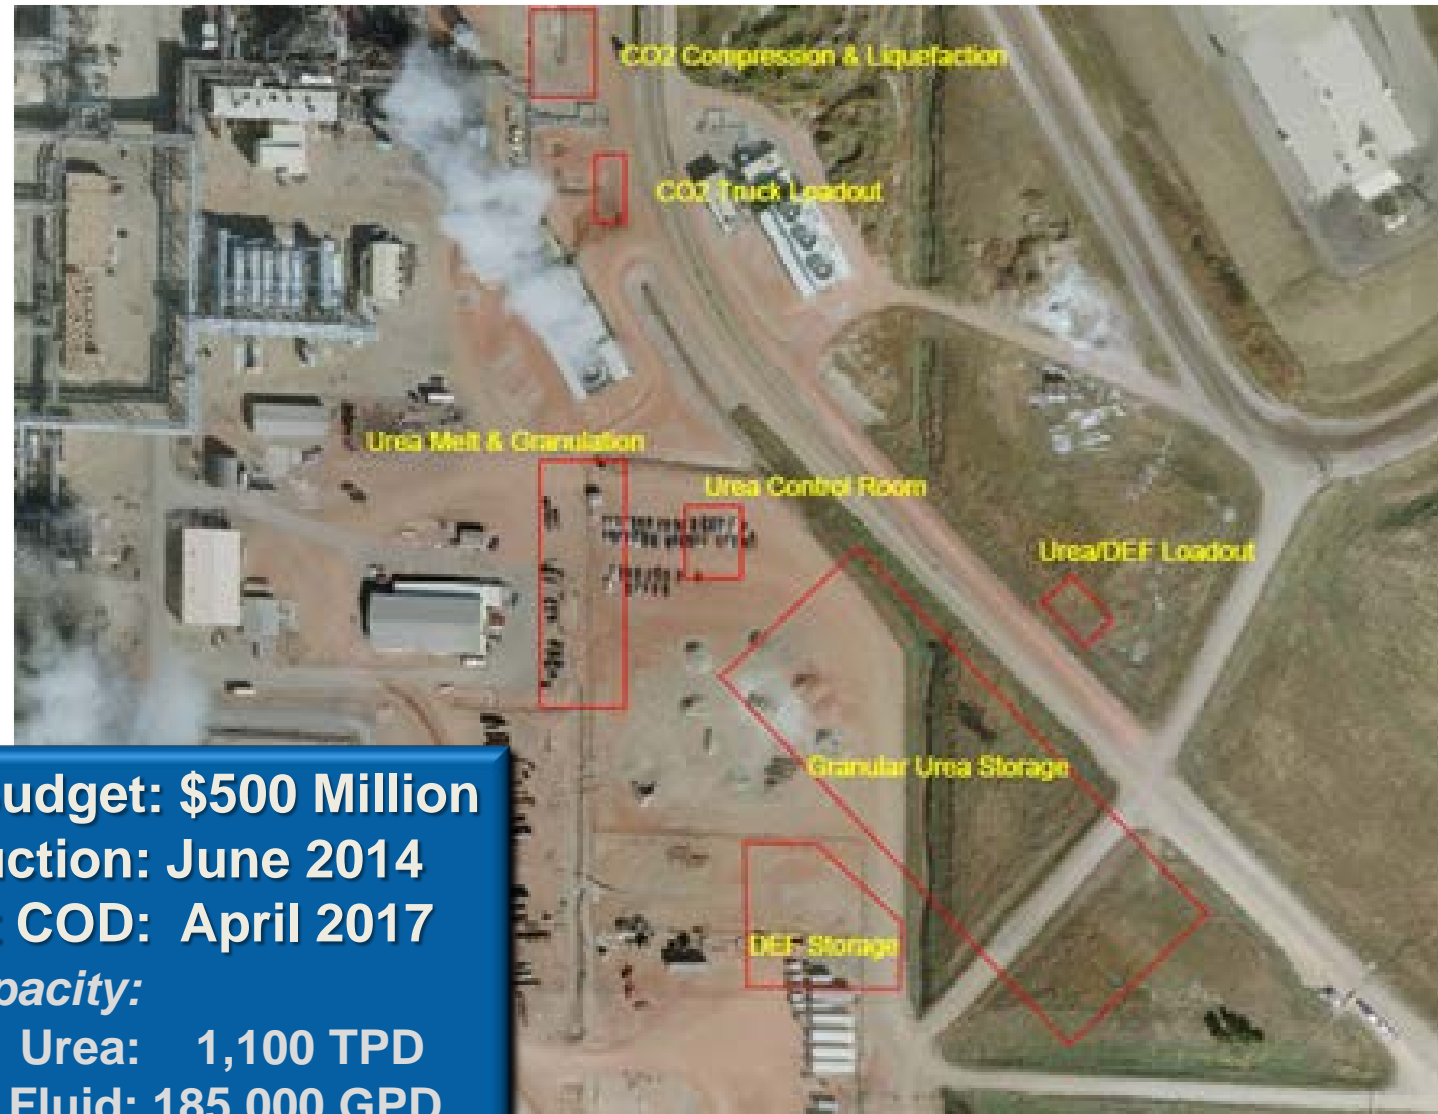 CO2 Compression & Liquefaction
CO2 Truck Loadout
Urea Melt & Granulation
Urea Control Room
Urea/DEF Loadout
Granular Urea Storage
DEF Storage
udget: $500 Million
uction: June 2014
COD: April 2017
pacity:
Urea: 1,100 TPD
Fluid: 185,000 GPD